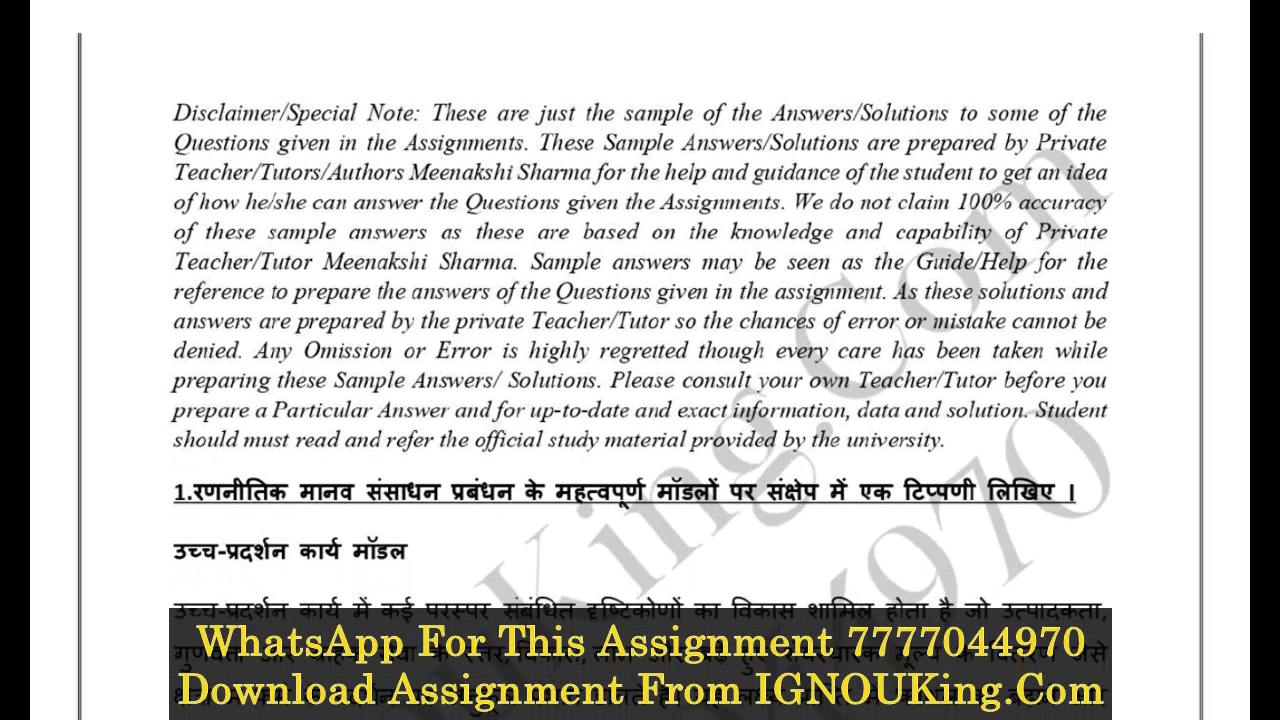 Disclaimer/Special Note: These are just the sample of the Answers/Solutions to some of the
Questions given in the Assignments. These Sample Answers/Solutions are prepared by Private
Teacher/Tutors/Authors Meenakshi Sharma for the help and guidance of the student to get an idea
of how he/she can answer the Questions given the Assignments. We do not claim 100% accuracy
of these sample answers as these are based on the knowledge and capability of Private
Teacher/Tutor Meenakshi Sharma. Sample answers may be seen as the Guide/Help for the
reference to prepare the answers of the Questions given in the assignment. As these solutions and
answers are prepared by the private Teacher/Tutor so the chances of error or mistake cannot be
denied. Any Omission or Error is highly regretted though every care has been taken while
preparing these Sample Answers/ Solutions. Please consult your own Teacher/Tutor before you
prepare a Particular Answer and for up-to-date and exact information, data and solution. Student
should must read and refer the official study material provided by the university.
1.रणनीतिक मानव संसाधन प्रबंधन के महत्वपूर्ण मॉडलों पर संक्षेप में एक टिप्पणी लिखिए ।
उच्च-प्रदर्शन कार्य मॉडल
उच्च-प्रदर्शन कार्य में कई परस्पर संबंधित दृष्टिकोणों का विकास शामिल होता है जो उत्पादकता,
WhatsApp For This Assignment 7777044970
Download Assignment From IGNOUKing.Com